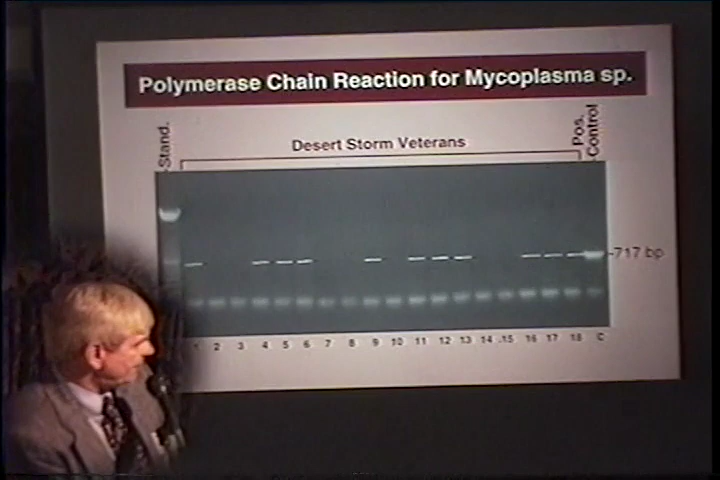 Polymerase Chain Reaction for Mycoplasma sp.
Stand.
Desert Storm Veterans
Pos.
Control
-717 bp
1 2 3 4 5 6 7 8 9 10 11 12 13 14 .15 16 17 18 C